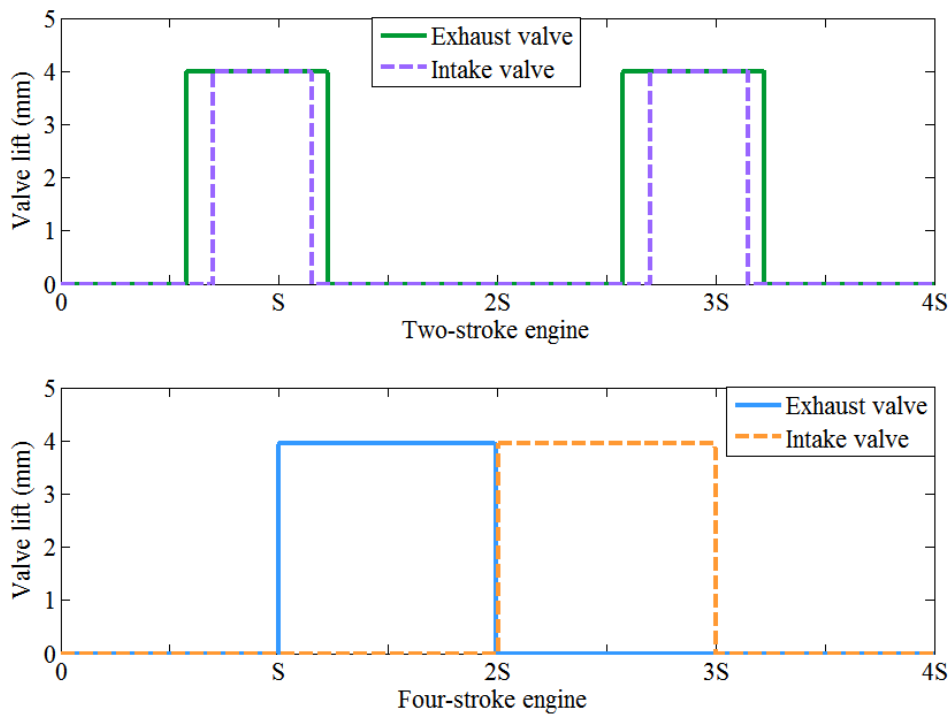 5
4
3
2
1
0
Valve lift (mm)
Exhaust valve
Intake valve
0 S 2S 3S 4S
Two-stroke engine
5
4
3
2
1
0
Valve lift (mm)
Exhaust valve
Intake valve
0 S 2S 3S 4S
Four-stroke engine